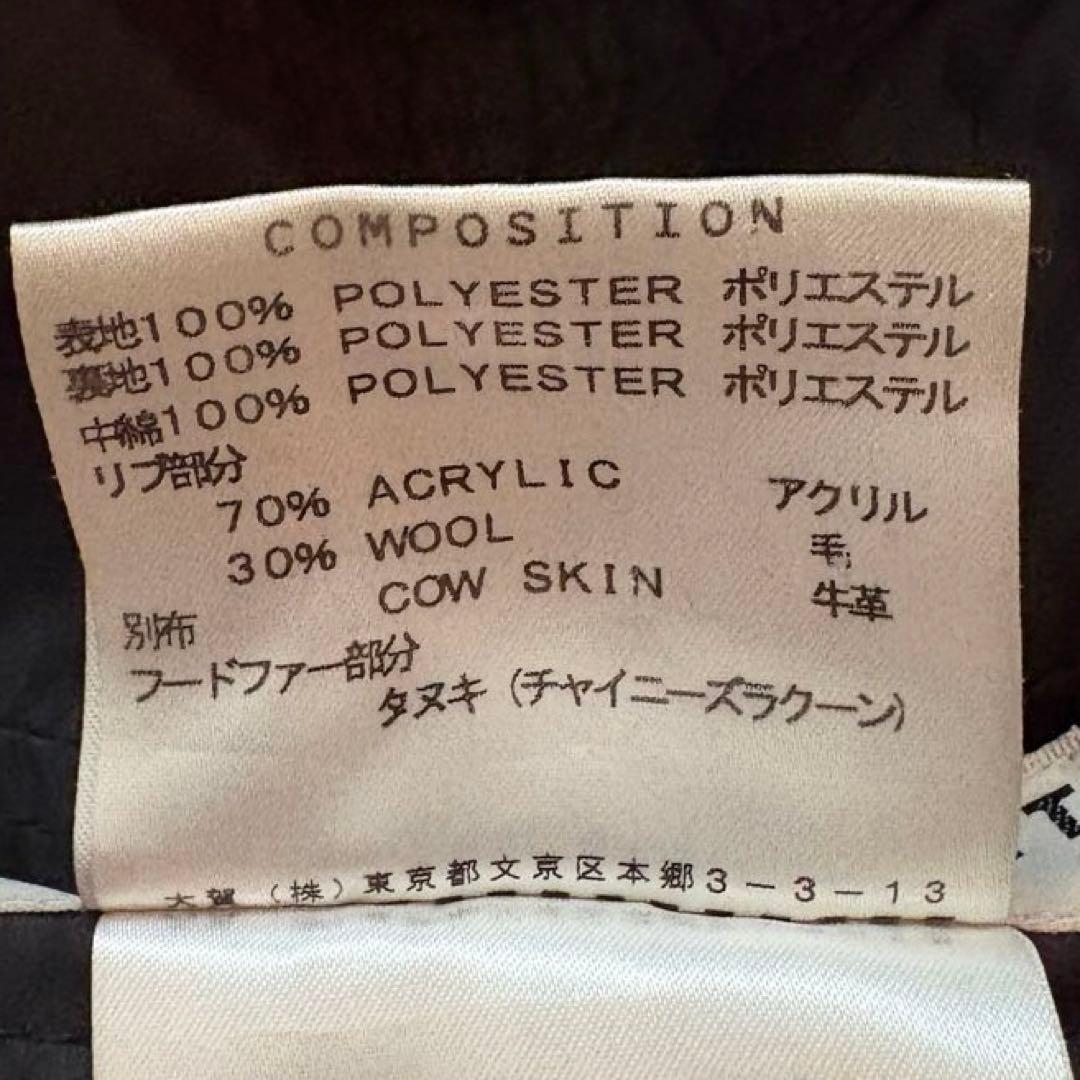 COMPOSITION
表地100% POLYESTER ポリエステル
裏地100% POLYESTER ポリエステル
中綿100% POLYESTER ポリエステル
リブ部分
70% ACRYLIC アクリル
30% WOOL 毛
別布 COW SKIN 牛革
フードファー部分
タヌキ(チャイニーズラクーン)
大賀(株)東京都文京区本郷3-3-13